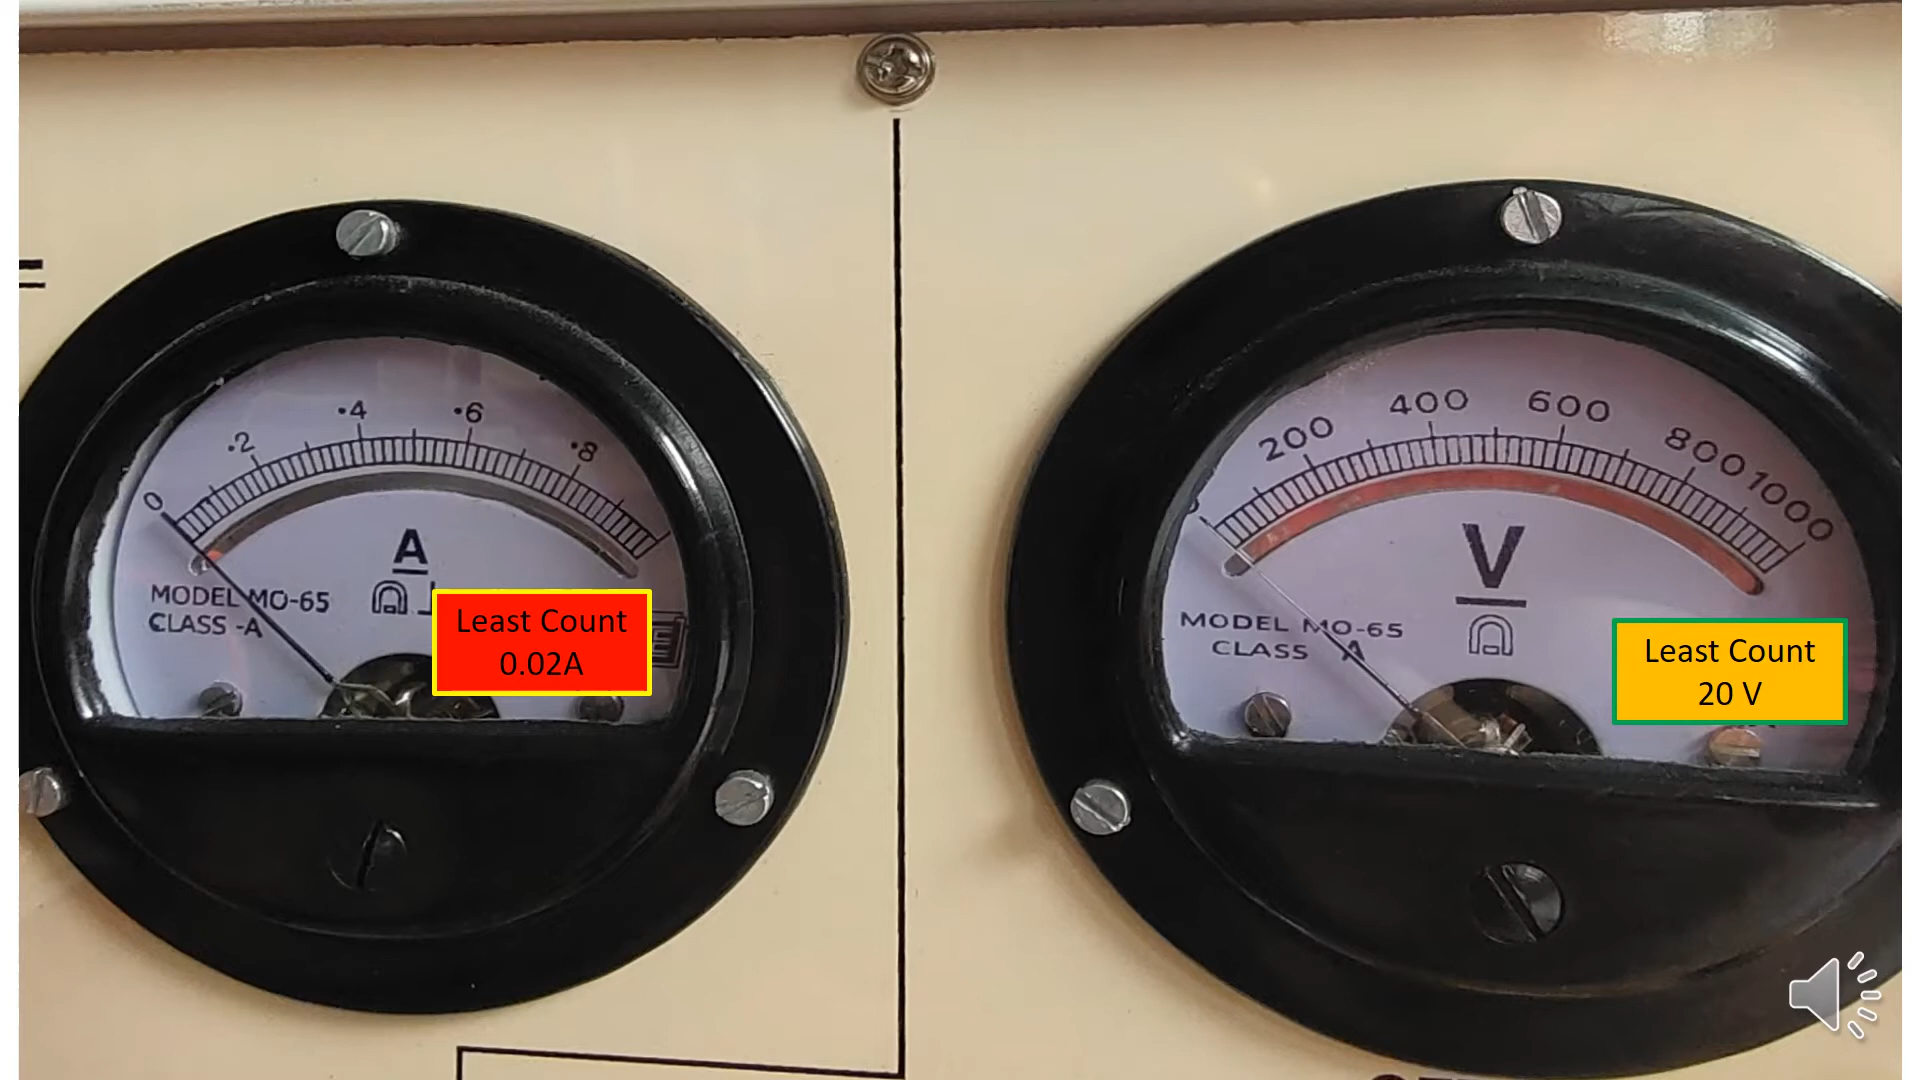 0
.2
.4
.6
.8
A
MODEL MO-65
CLASS -A
Least Count
0.02A
200
400
600
800
1000
V
MODEL MO-65
CLASS A
Least Count
20 V